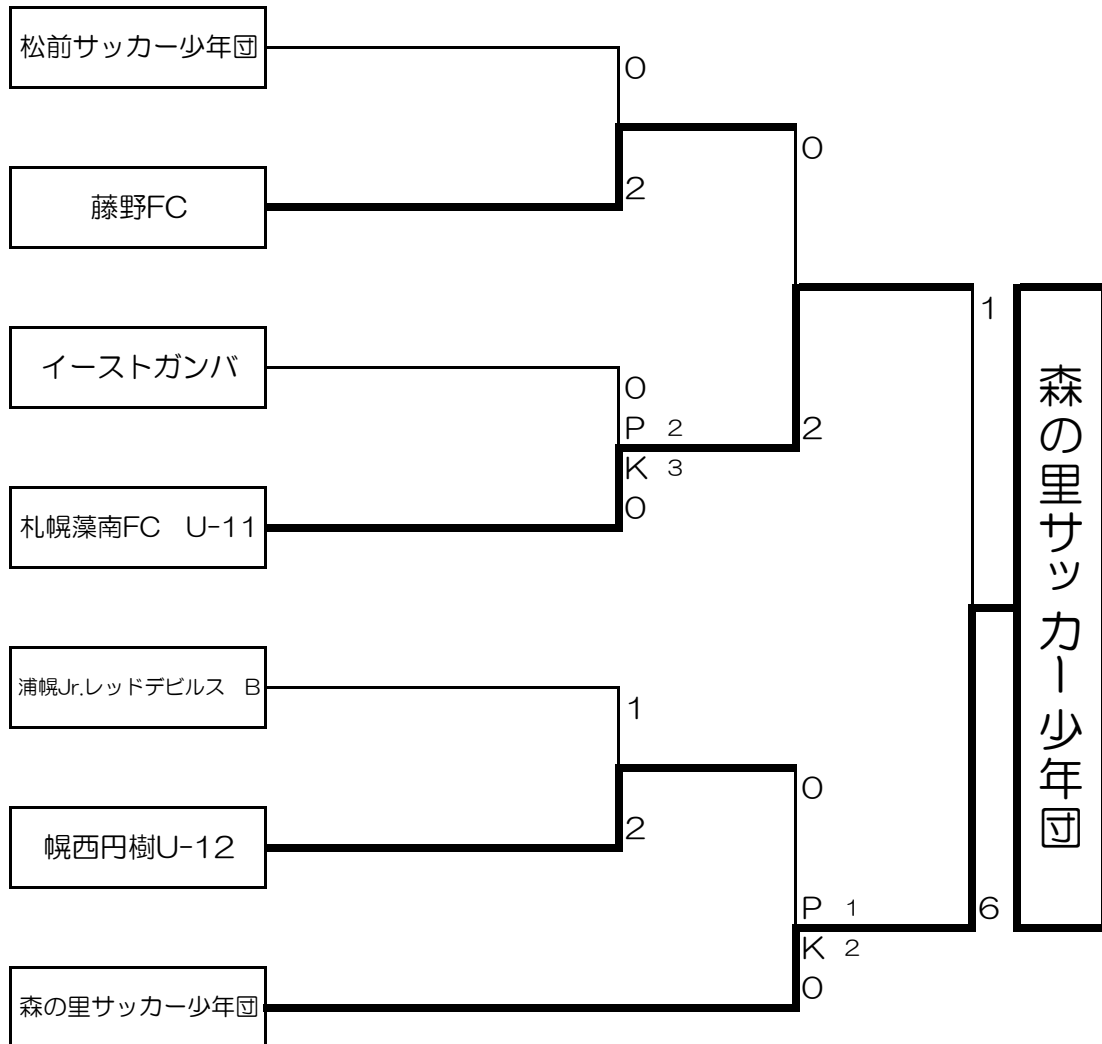 松前サッカー少年団
0
0
2
藤野FC
1
イーストガンバ
0
P 2
2
K 3
0
札幌藻南FC　U-11
森の里サッカー少年団
浦幌Jr.レッドデビルス　B
1
0
2
幌西円樹U-12
P 1
6
K 2
0
森の里サッカー少年団